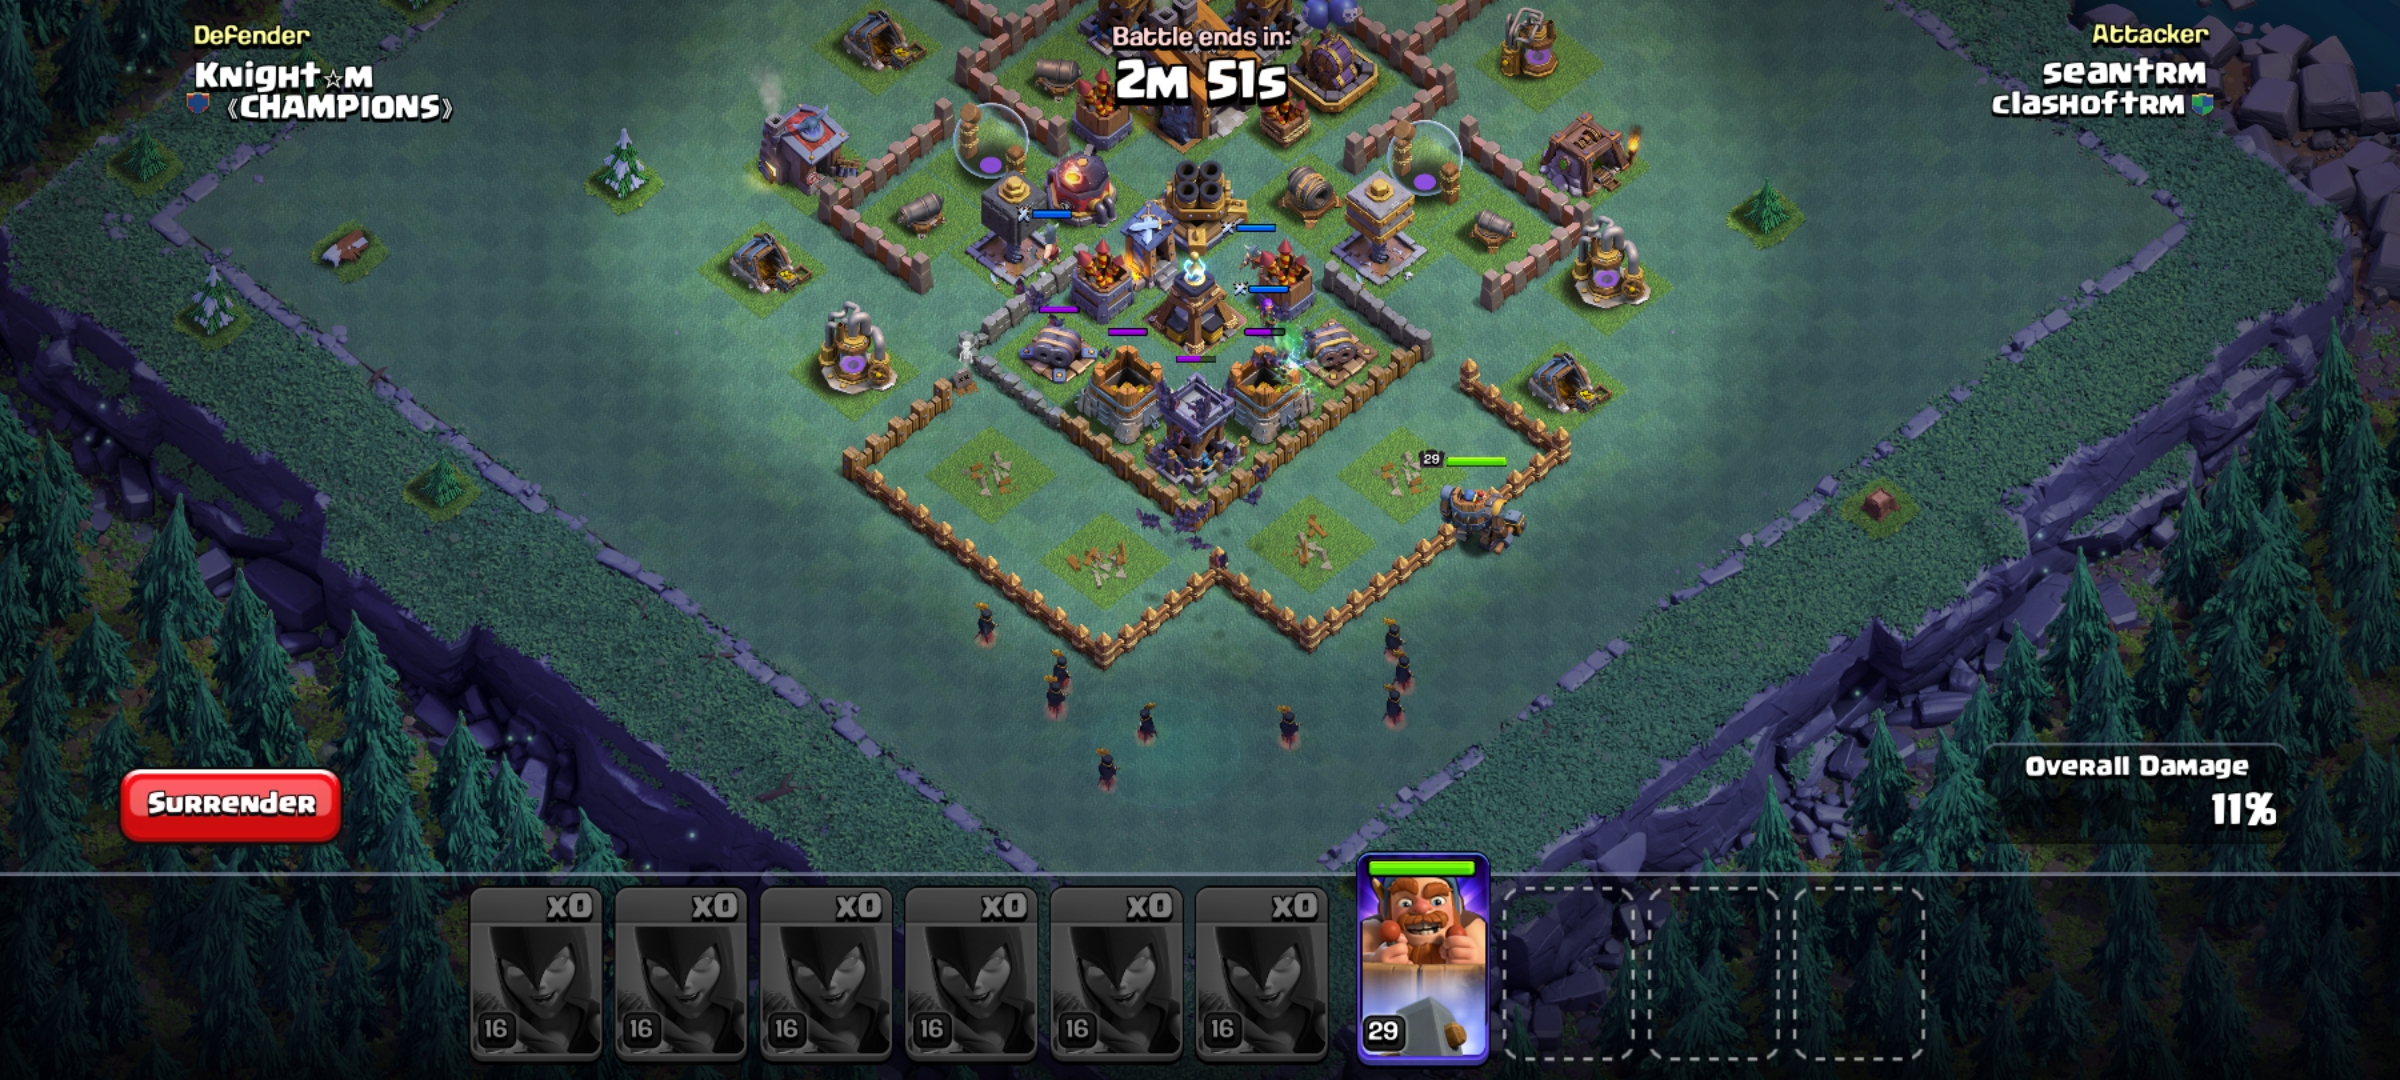 Defender
Knight☆M
《CHAMPIONS》
Battle ends in:
2m 51s
Attacker
seantRM
clashoftRM
29
Surrender
Overall Damage
11%
x0
x0
x0
x0
x0
x0
16
16
16
16
16
16
29